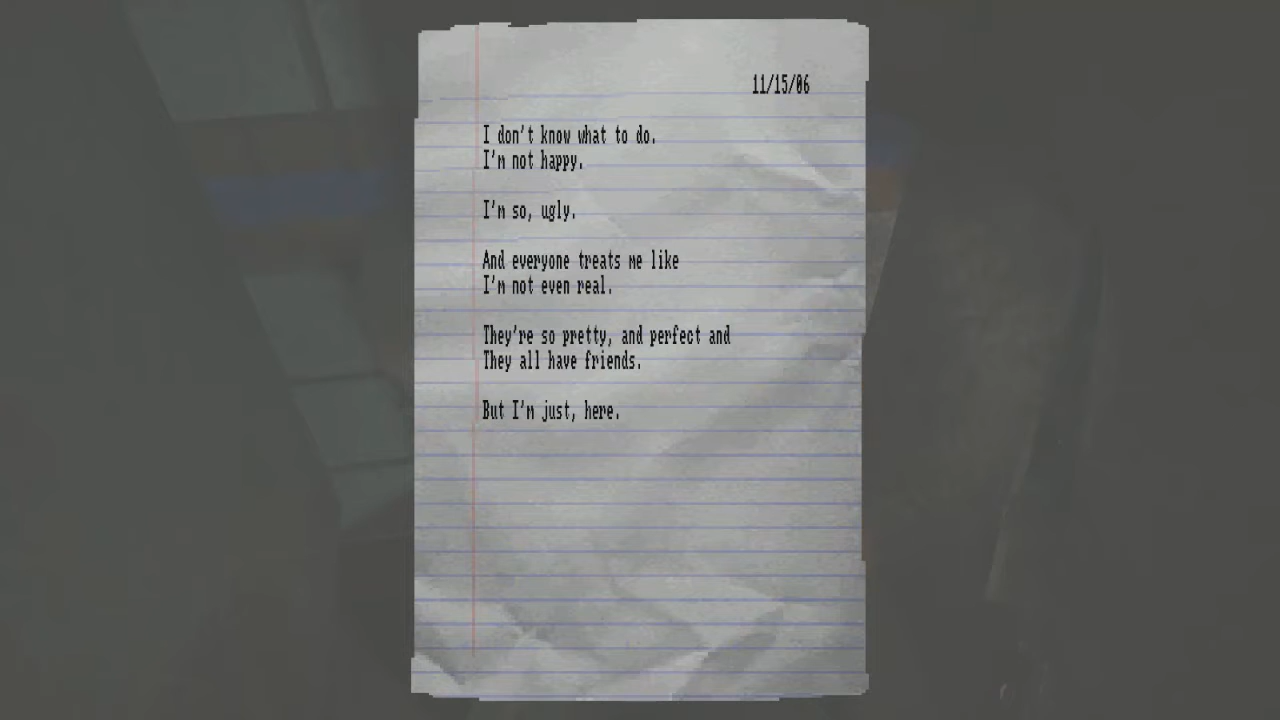 11/15/06
I don't know what to do.
I'm not happy.
I'm so, ugly.
And everyone treats me like
I'm not even real.
They're so pretty, and perfect and
They all have friends.
But I'm just, here.